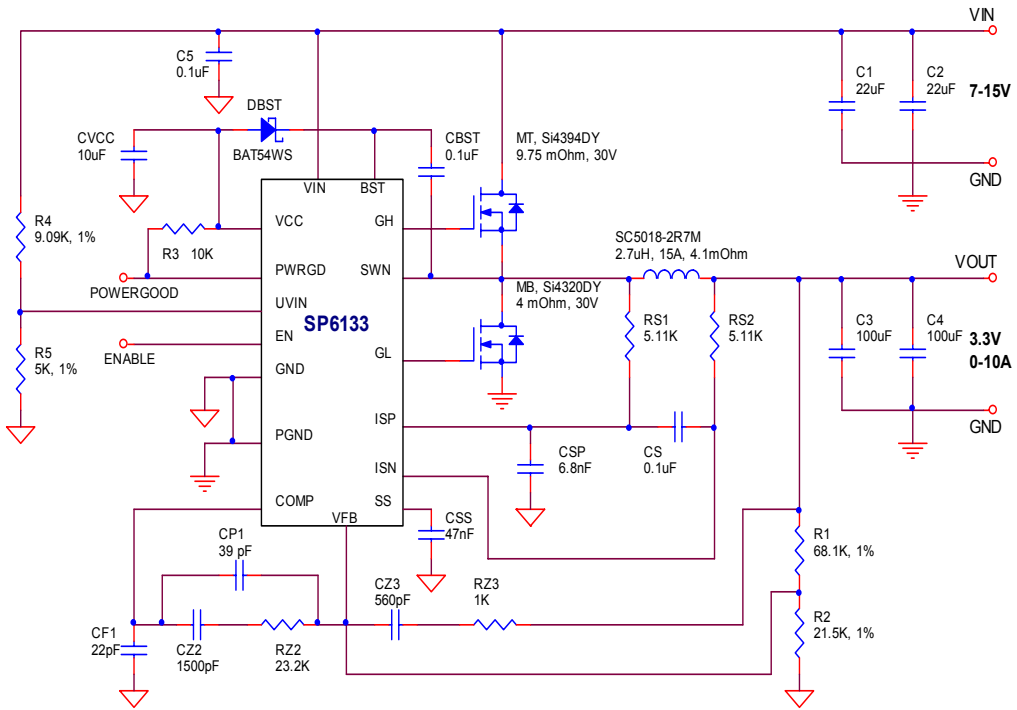 VIN
C5
0.1uF
C1
22uF
C2
22uF
7-15V
DBST
BAT54WS
CVCC
10uF
CBST
0.1uF
MT, Si4394DY
9.75 mOhm, 30V
GND
VIN
BST
R4
9.09K, 1%
R3 10K
VCC
GH
SC5018-2R7M
2.7uH, 15A, 4.1mOhm
POWERGOOD
PWRGD
SWN
VOUT
UVIN
MB, Si4320DY
4 mOhm, 30V
SP6133
R5
5K, 1%
ENABLE
EN
GL
RS1
5.11K
RS2
5.11K
C3
100uF
C4
100uF
3.3V
0-10A
GND
PGND
ISP
GND
CSP
6.8nF
CS
0.1uF
ISN
COMP
SS
VFB
CSS
47nF
CP1
39 pF
R1
68.1K, 1%
CZ3
560pF
RZ3
1K
R2
21.5K, 1%
CF1
22pF
CZ2
1500pF
RZ2
23.2K